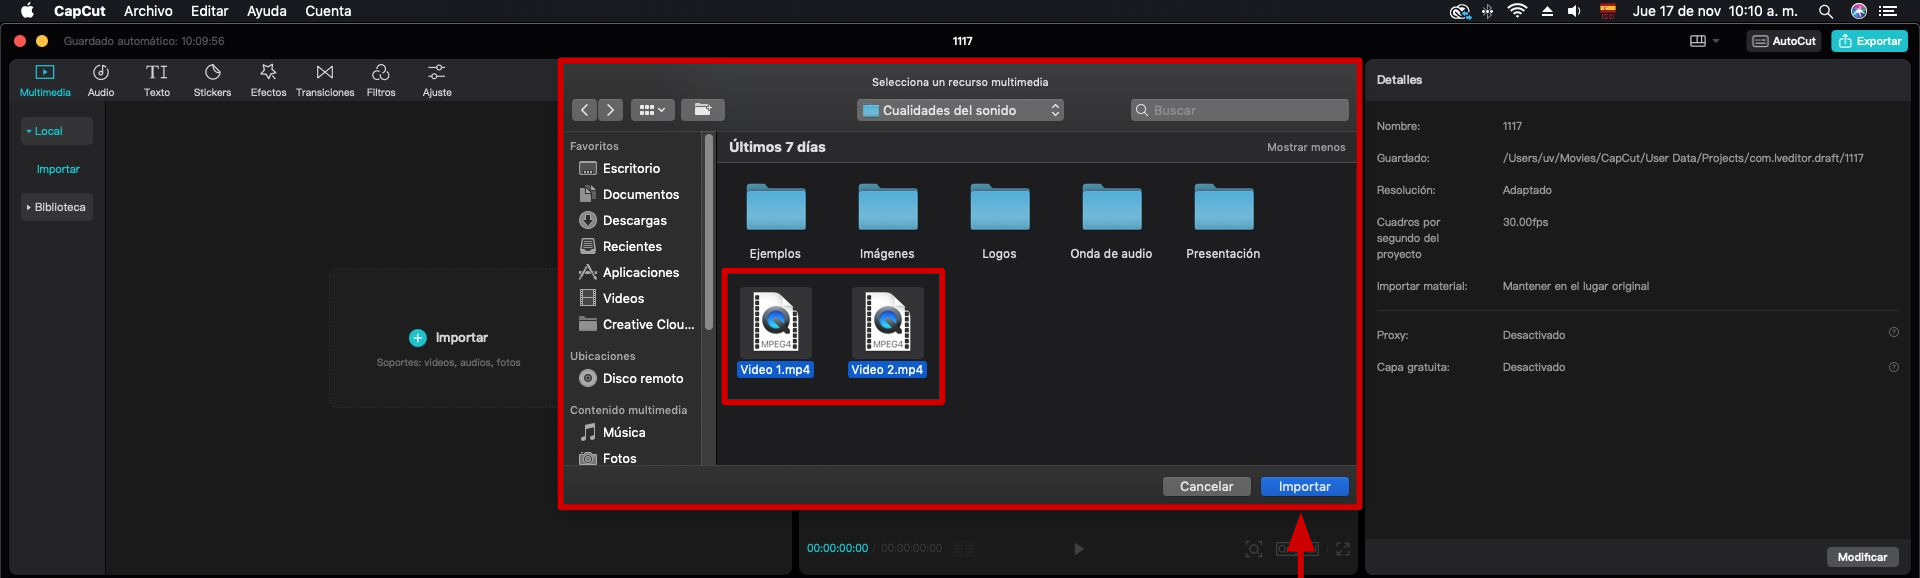 CapCut Archivo Editar Ayuda Cuenta
ISO
Jue 17 de nov 10:10 a. m.
Guardado automático: 10:09:56
1117
AutoCut
Exportar
Multimedia Audio Texto Stickers Efectos Transiciones Filtros Ajuste
TI
Local
Importar
Biblioteca
Importar
Soportes: videos, audios, fotos
Selecciona un recurso multimedia
Cualidades del sonido
Buscar
Favoritos
Escritorio
Documentos
Descargas
Recientes
Aplicaciones
Videos
Creative Clou...
Ubicaciones
Disco remoto
Contenido multimedia
Música
Fotos
Últimos 7 días
Mostrar menos
Ejemplos Imágenes Logos Onda de audio Presentación
MPEG4 MPEG4
Video 1.mp4 Video 2.mp4
Cancelar Importar
00:00:00:00 / 00:00:00:00
Detalles
Nombre: 1117
Guardado: /Users/uv/Movies/CapCut/User Data/Projects/com.lveditor.draft/1117
Resolución: Adaptado
Cuadros por 30.00fps
segundo del
proyecto
Importar material: Mantener en el lugar original
Proxy: Desactivado
Capa gratuita: Desactivado
Modificar